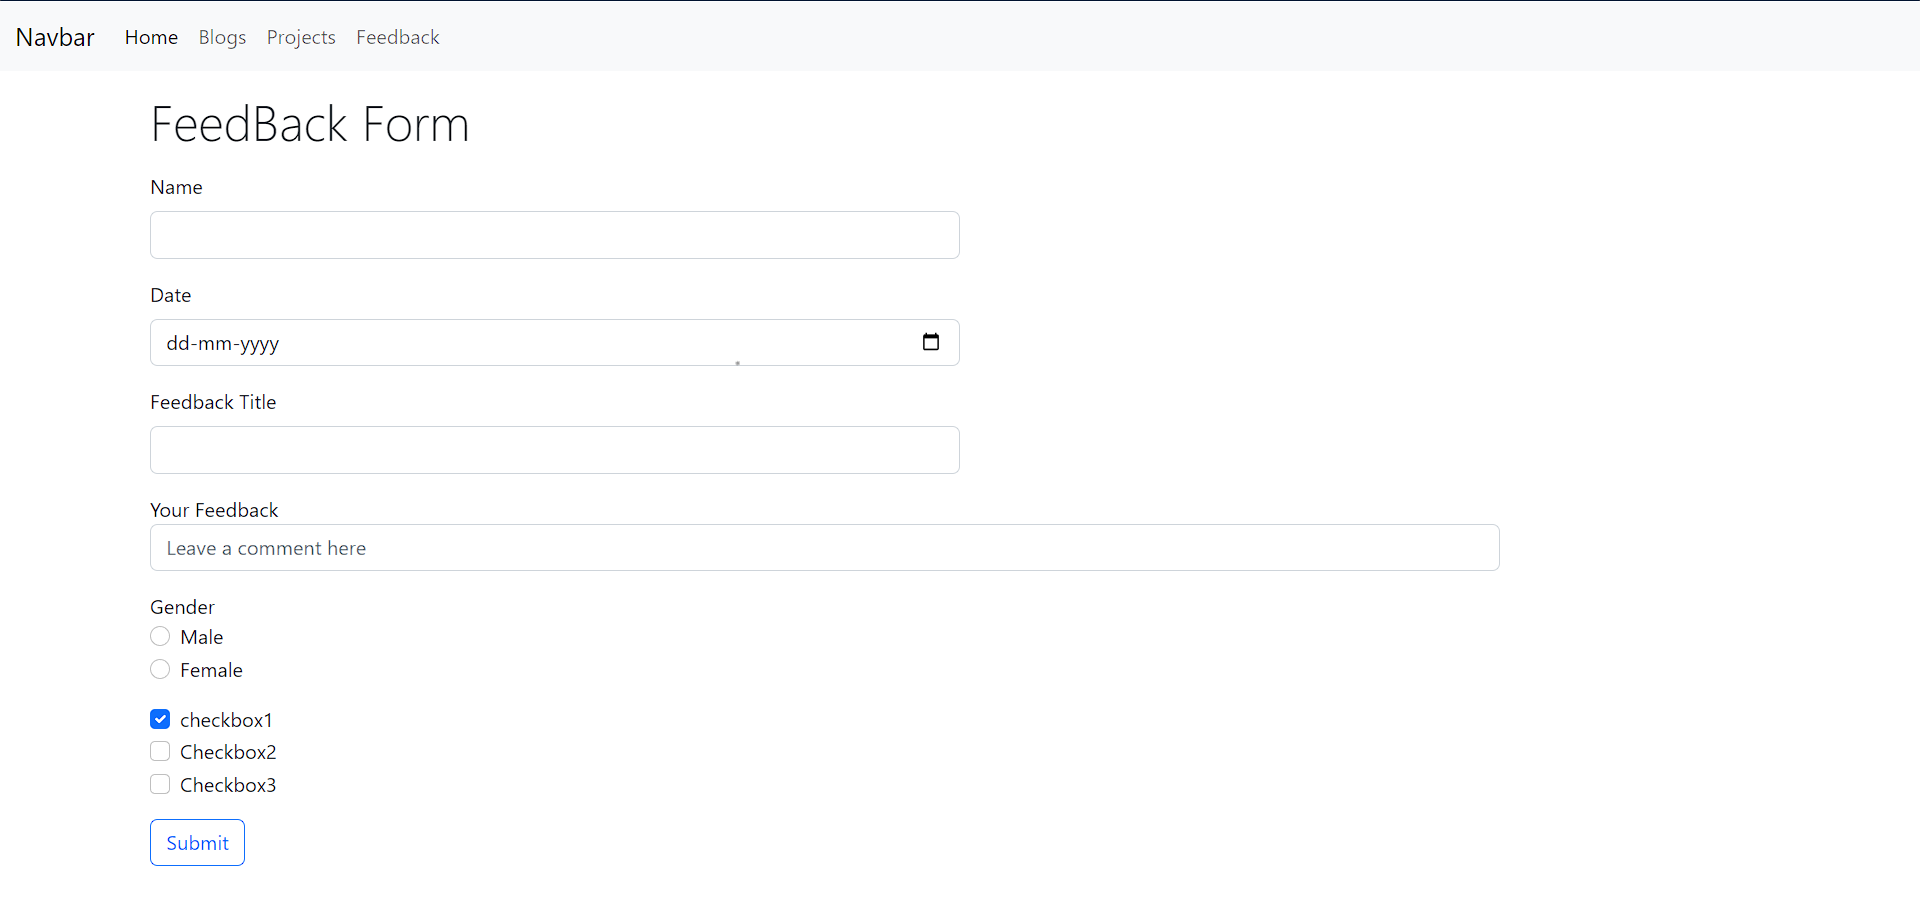 Navbar Home Blogs Projects Feedback
FeedBack Form
Name
Date
dd-mm-yyyy
Feedback Title
Your Feedback
Leave a comment here
Gender
Male
Female
checkbox1
Checkbox2
Checkbox3
Submit